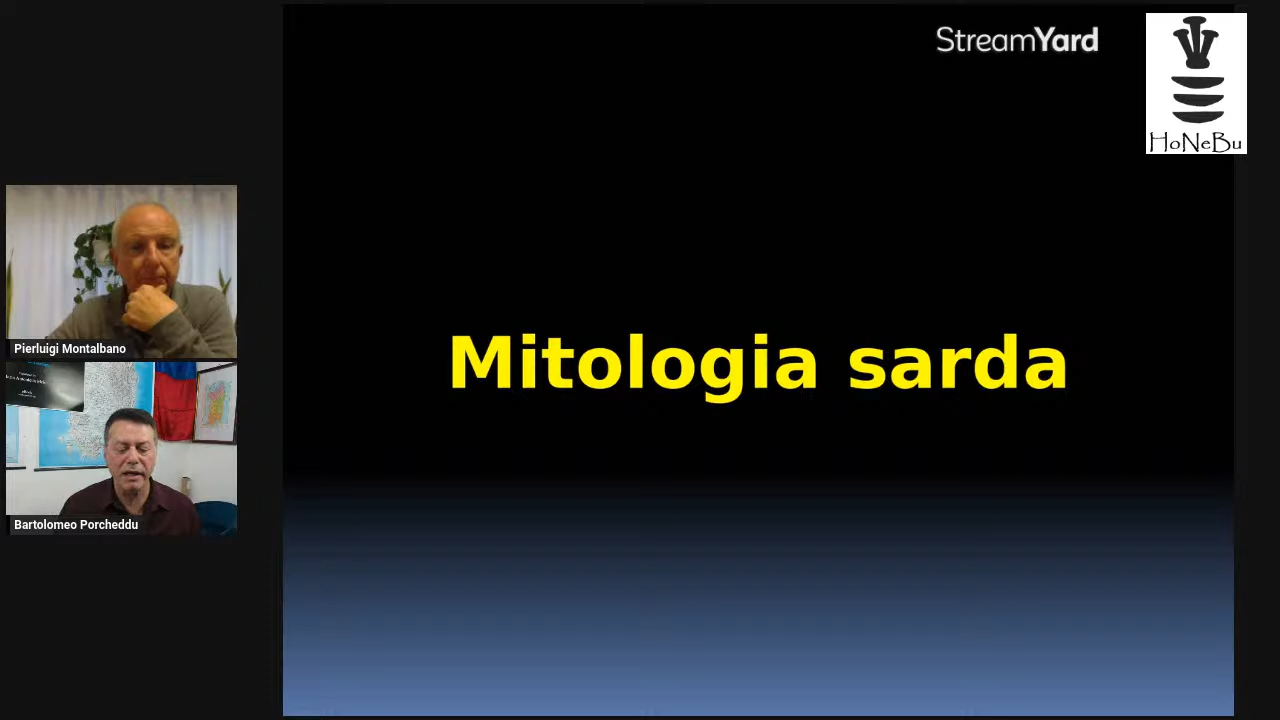 StreamYard
HoNeBu
Mitologia sarda
Pierluigi Montalbano
Bartolomeo Porcheddu